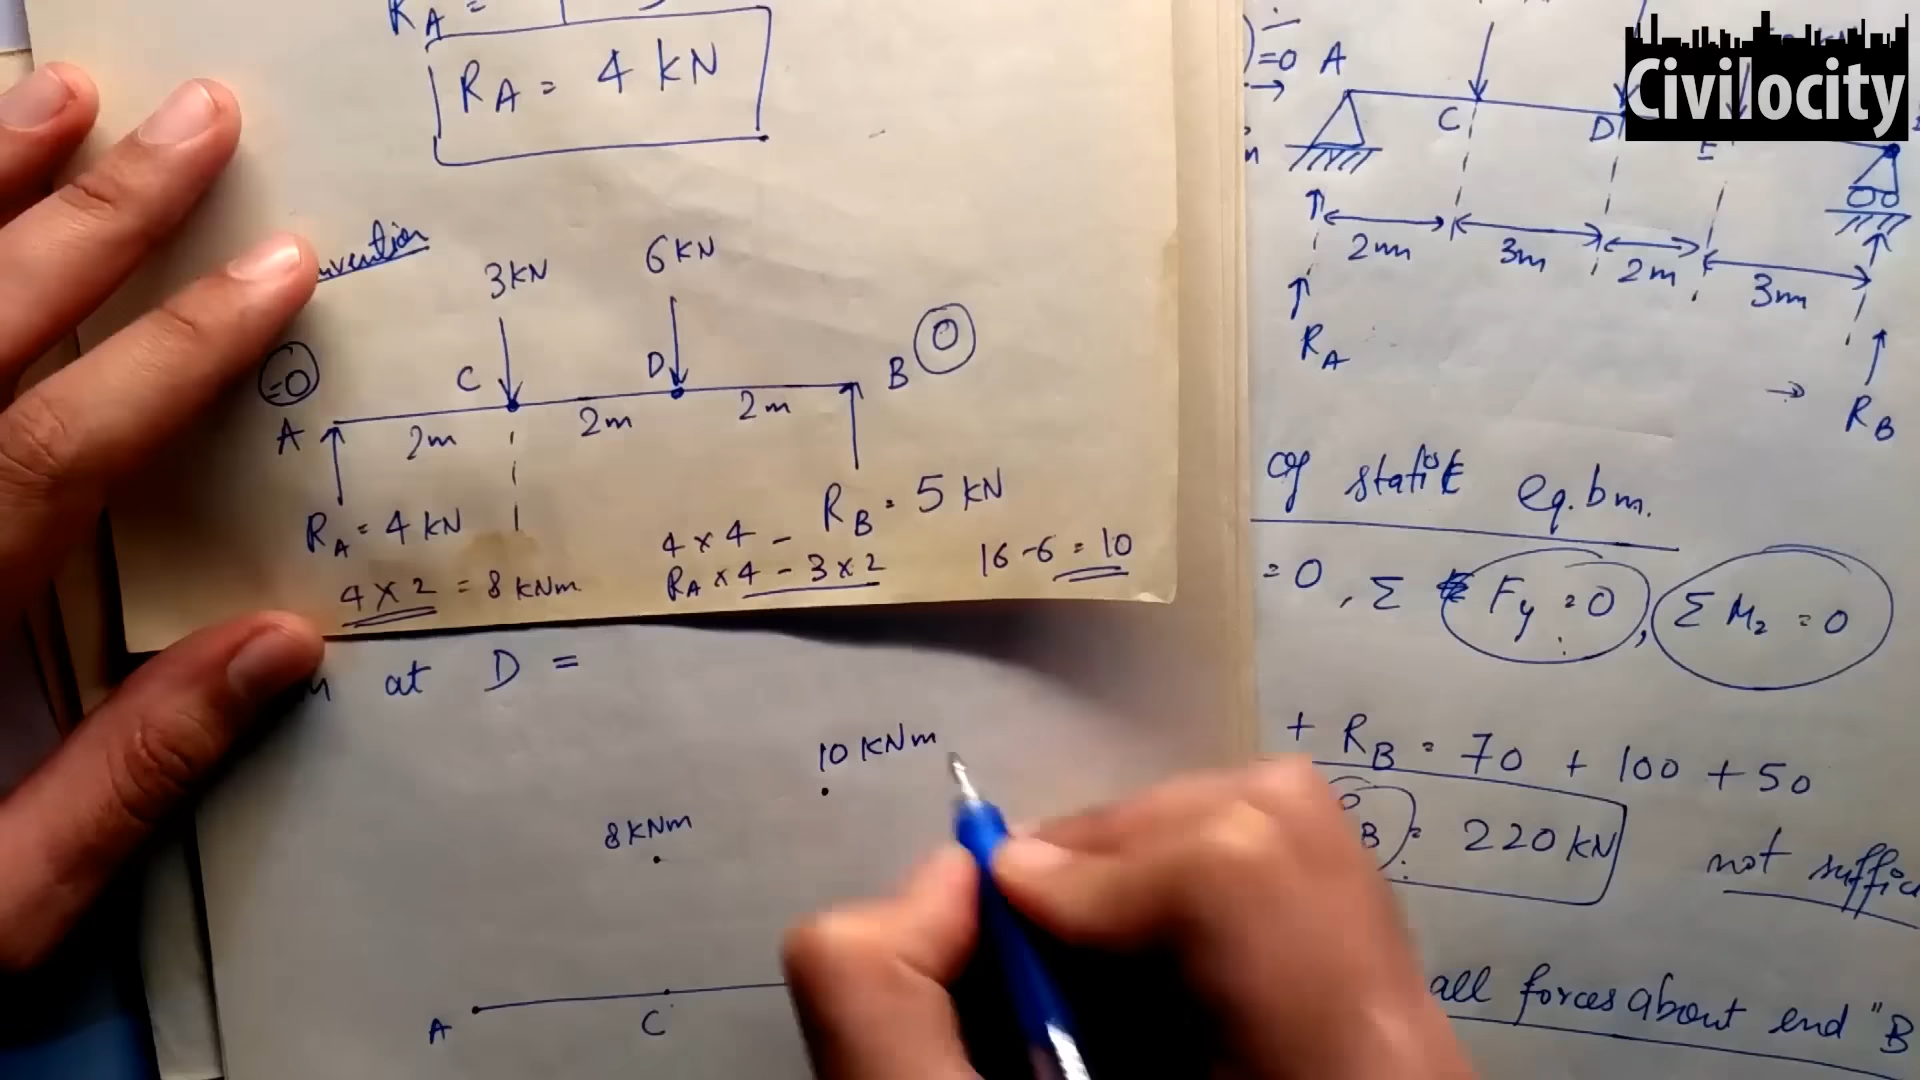 RA =
RA = 4 KN
3KN
6KN
=0
C
D
B
0
A
2m
2m
2m
RA = 4 KN
RB = 5 KN
4 x 4 -
4 x 2 = 8 KNm
RA x 4 - 3 x 2
16 - 6 = 10
at D =
10 KNm
8 KNm
A
C
Civilocity
=0
A
C
D
E
2m
3m
2m
3m
RA
RB
of static eq.bm.
= 0, Σ Fy = 0, Σ M2 = 0
+ RB = 70 + 100 + 50
B = 220 KN
not
all forces about end "B